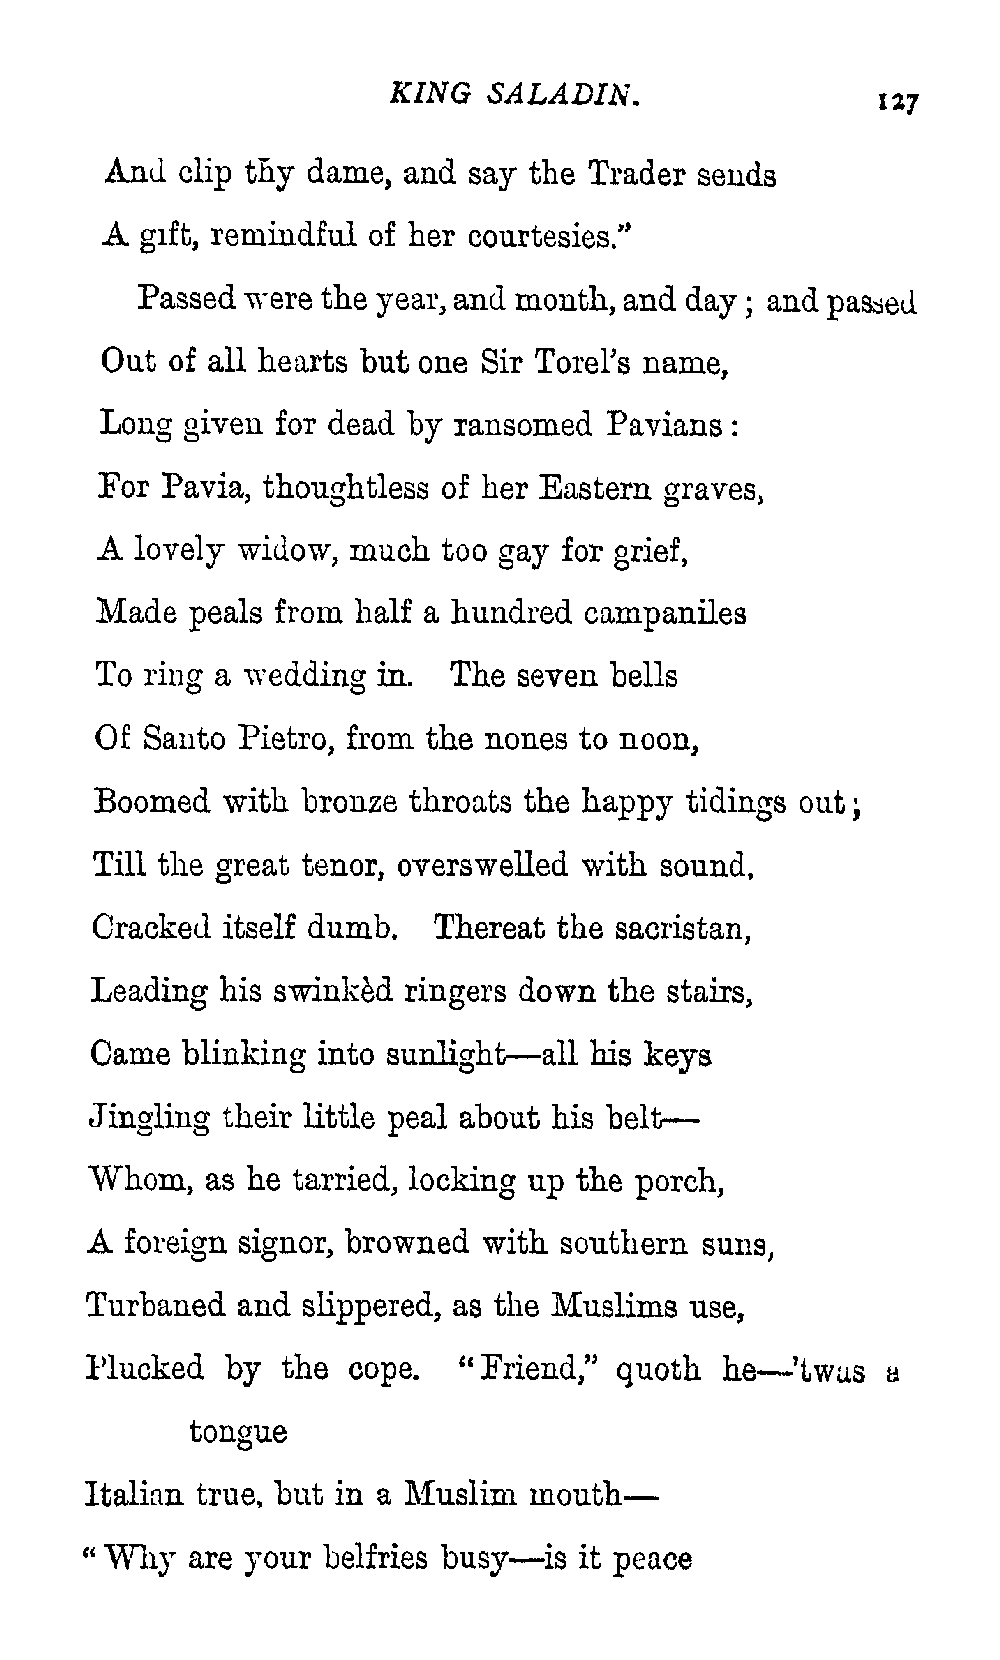 KING SALADIN. 127
And clip thy dame, and say the Trader sends
A gift, remindful of her courtesies."
Passed were the year, and month, and day; and passed
Out of all hearts but one Sir Torel's name,
Long given for dead by ransomed Pavians:
For Pavia, thoughtless of her Eastern graves,
A lovely widow, much too gay for grief,
Made peals from half a hundred campaniles
To ring a wedding in. The seven bells
Of Santo Pietro, from the nones to noon,
Boomed with bronze throats the happy tidings out;
Till the great tenor, overswelled with sound,
Cracked itself dumb. Thereat the sacristan,
Leading his swinkèd ringers down the stairs,
Came blinking into sunlight—all his keys
Jingling their little peal about his belt—
Whom, as he tarried, locking up the porch,
A foreign signor, browned with southern suns,
Turbaned and slippered, as the Muslims use,
Plucked by the cope. "Friend," quoth he—'twas a
tongue
Italian true, but in a Muslim mouth—
"Why are your belfries busy—is it peace